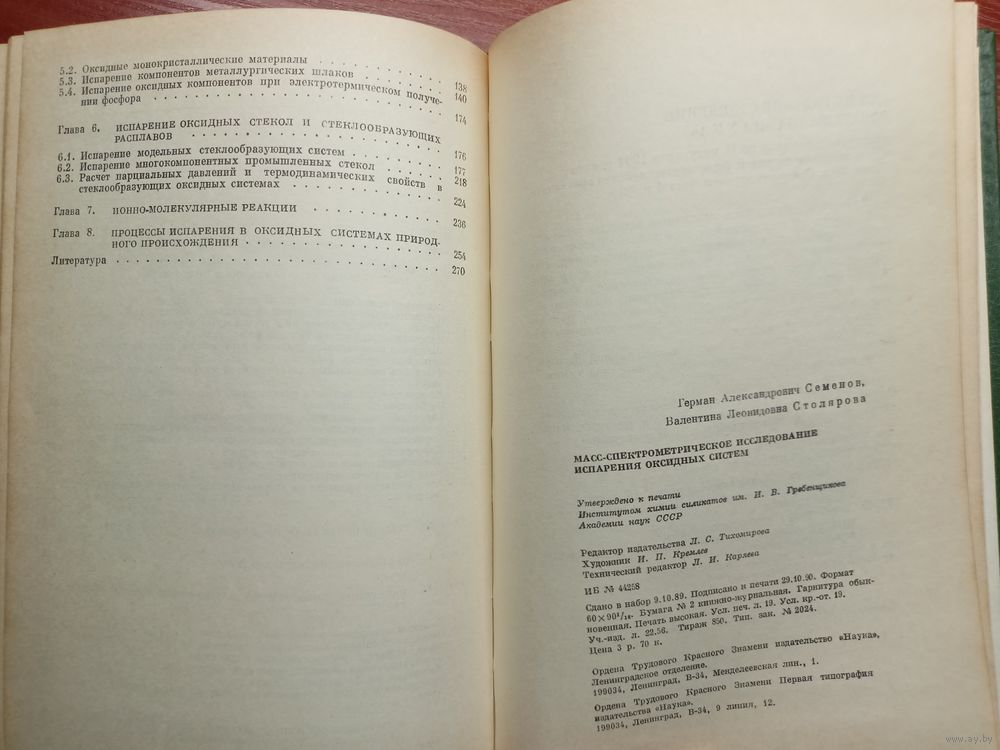 5.2. Оксидные монокристаллические материалы . . . . . . . . . 138
5.3. Испарение компонентов металлургических шлаков . . . . . . 140
5.4. Испарение оксидных компонентов при электротермическом получе-
нии фосфора . . . . . . . . . . . . . . . . . . 174
Глава 6. ИСПАРЕНИЕ ОКСИДНЫХ СТЕКОЛ И СТЕКЛООБРАЗУЮЩИХ
РАСПЛАВОВ . . . . . . . . . . . . . . . . . 176
6.1. Испарение модельных стеклообразующих систем . . . . . . . 177
6.2. Испарение многокомпонентных промышленных стекол . . . . . 218
6.3. Расчет парциальных давлений и термодинамических свойств в
стеклообразующих оксидных системах . . . . . . . . . . 224
Глава 7. ИОННО-МОЛЕКУЛЯРНЫЕ РЕАКЦИИ . . . . . . . . . 236
Глава 8. ПРОЦЕССЫ ИСПАРЕНИЯ В ОКСИДНЫХ СИСТЕМАХ ПРИРОД-
НОГО ПРОИСХОЖДЕНИЯ . . . . . . . . . . . . . 254
Литература . . . . . . . . . . . . . . . . . . . . . 270
Герман Александрович Семенов,
Валентина Леонидовна Столярова
МАСС-СПЕКТРОМЕТРИЧЕСКОЕ ИССЛЕДОВАНИЕ
ИСПАРЕНИЯ ОКСИДНЫХ СИСТЕМ
Утверждено к печати
Институтом химии силикатов им. И. В. Гребенщикова
Академии наук СССР
Редактор издательства Л. С. Тихомирова
Художник И. П. Кремлев
Технический редактор Л. И. Карлева
ИБ № 44258
Сдано в набор 9.10.89. Подписано к печати 29.10.90. Формат
60×90¹/₁₆. Бумага № 2 книжно-журнальная. Гарнитура обык-
новенная. Печать высокая. Усл. печ. л. 19. Усл. кр.-от. 19.
Уч.-изд. л. 22.56. Тираж 850. Тип. зак. № 2024.
Цена 3 р. 70 к.
Ордена Трудового Красного Знамени издательство «Наука»,
Ленинградское отделение.
199034, Ленинград, В-34, Менделеевская лин., 1.
Ордена Трудового Красного Знамени Первая типография
издательства «Наука».
199034, Ленинград, В-34, 9 линия, 12.
www.ay.by